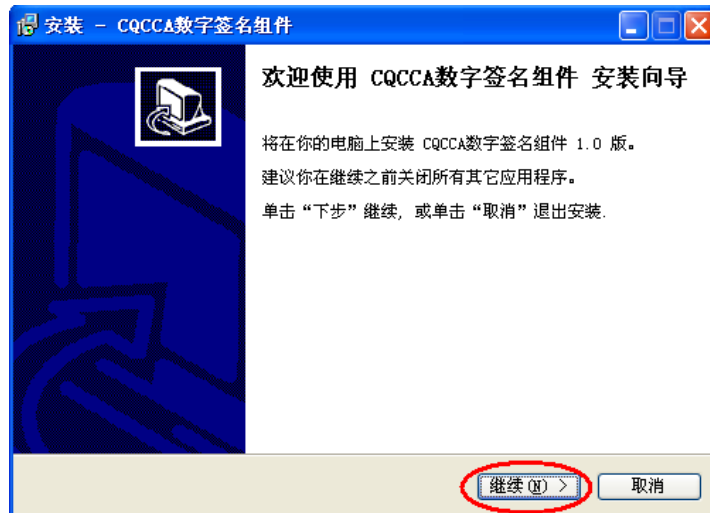 安装 - CQCCA数字签名组件
欢迎使用 CQCCA数字签名组件 安装向导
将在你的电脑上安装 CQCCA数字签名组件 1.0 版。
建议你在继续之前关闭所有其它应用程序。
单击“下步”继续, 或单击“取消”退出安装.
继续(N) >
取消